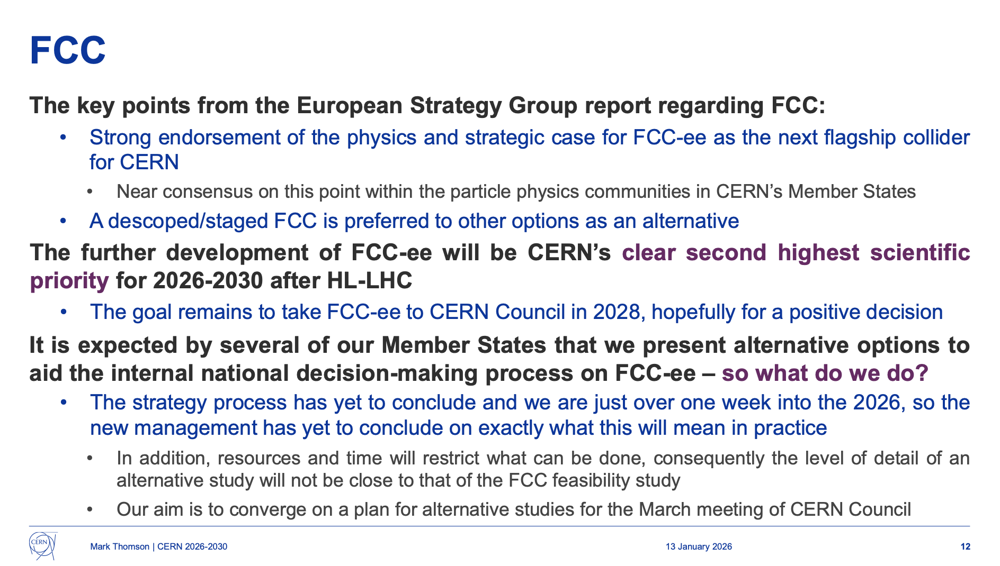 FCC
The key points from the European Strategy Group report regarding FCC:
• Strong endorsement of the physics and strategic case for FCC-ee as the next flagship collider
for CERN
• Near consensus on this point within the particle physics communities in CERN’s Member States
• A descoped/staged FCC is preferred to other options as an alternative
The further development of FCC-ee will be CERN’s clear second highest scientific
priority for 2026-2030 after HL-LHC
• The goal remains to take FCC-ee to CERN Council in 2028, hopefully for a positive decision
It is expected by several of our Member States that we present alternative options to
aid the internal national decision-making process on FCC-ee – so what do we do?
• The strategy process has yet to conclude and we are just over one week into the 2026, so the
new management has yet to conclude on exactly what this will mean in practice
• In addition, resources and time will restrict what can be done, consequently the level of detail of an
alternative study will not be close to that of the FCC feasibility study
• Our aim is to converge on a plan for alternative studies for the March meeting of CERN Council
CERN
Mark Thomson | CERN 2026-2030
13 January 2026
12